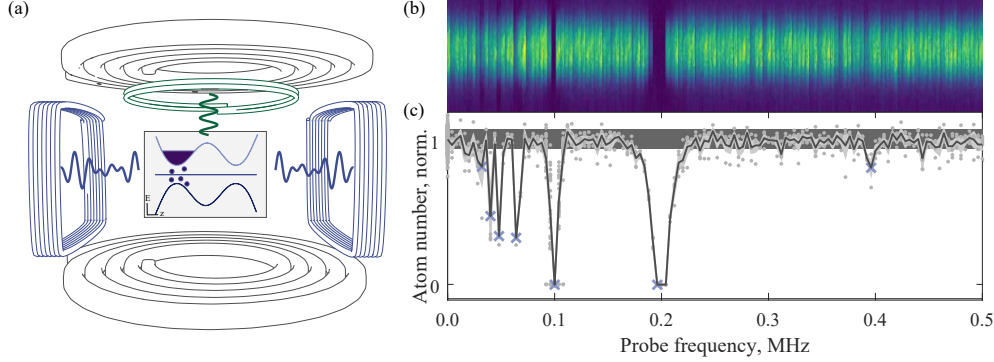 (a)
E
z
(b)
(c)
Atom number, norm.
1
0
0.0 0.1 0.2 0.3 0.4 0.5
Probe frequency, MHz